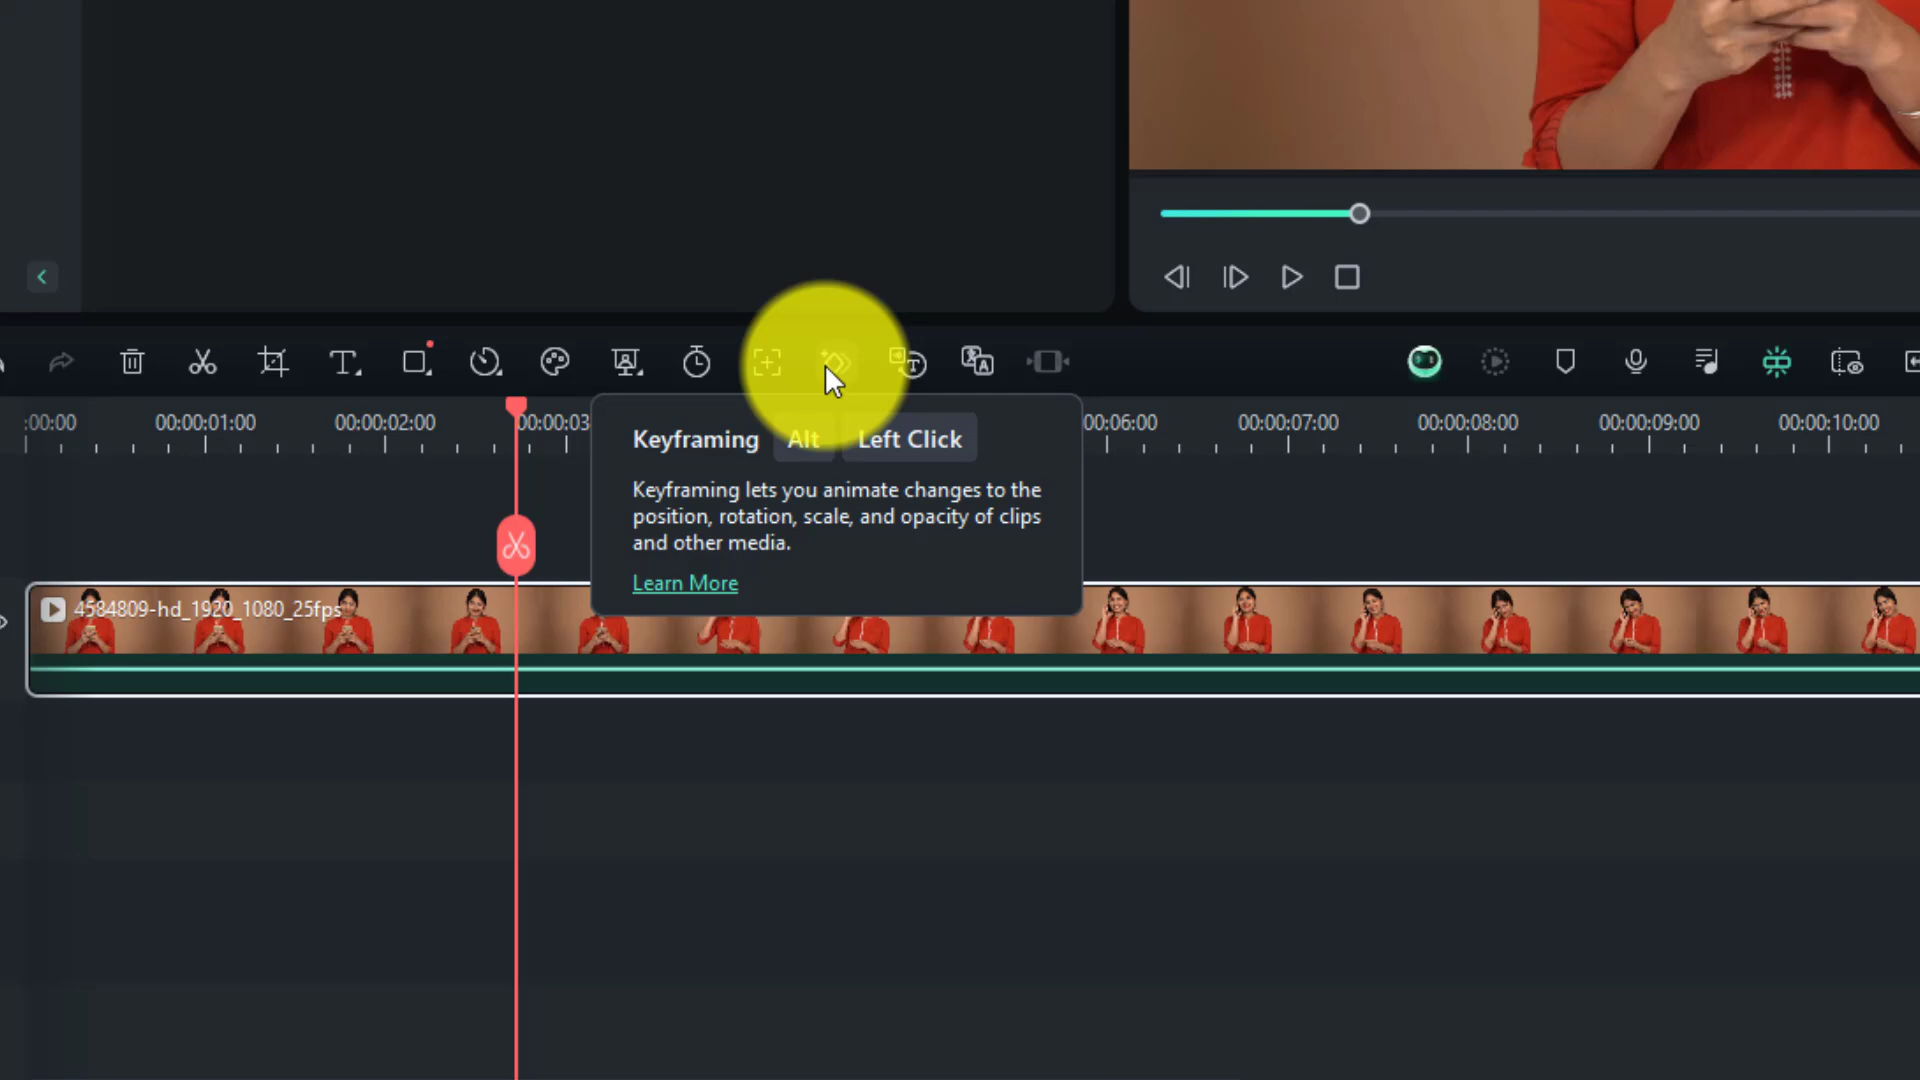 :00:00
00:00:01:00
00:00:02:00
00:00:03
00:06:00
00:00:07:00
00:00:08:00
00:00:09:00
00:00:10:00
Keyframing Alt Left Click
Keyframing lets you animate changes to the
position, rotation, scale, and opacity of clips
and other media.
Learn More
4584809-hd_1920_1080_25fps